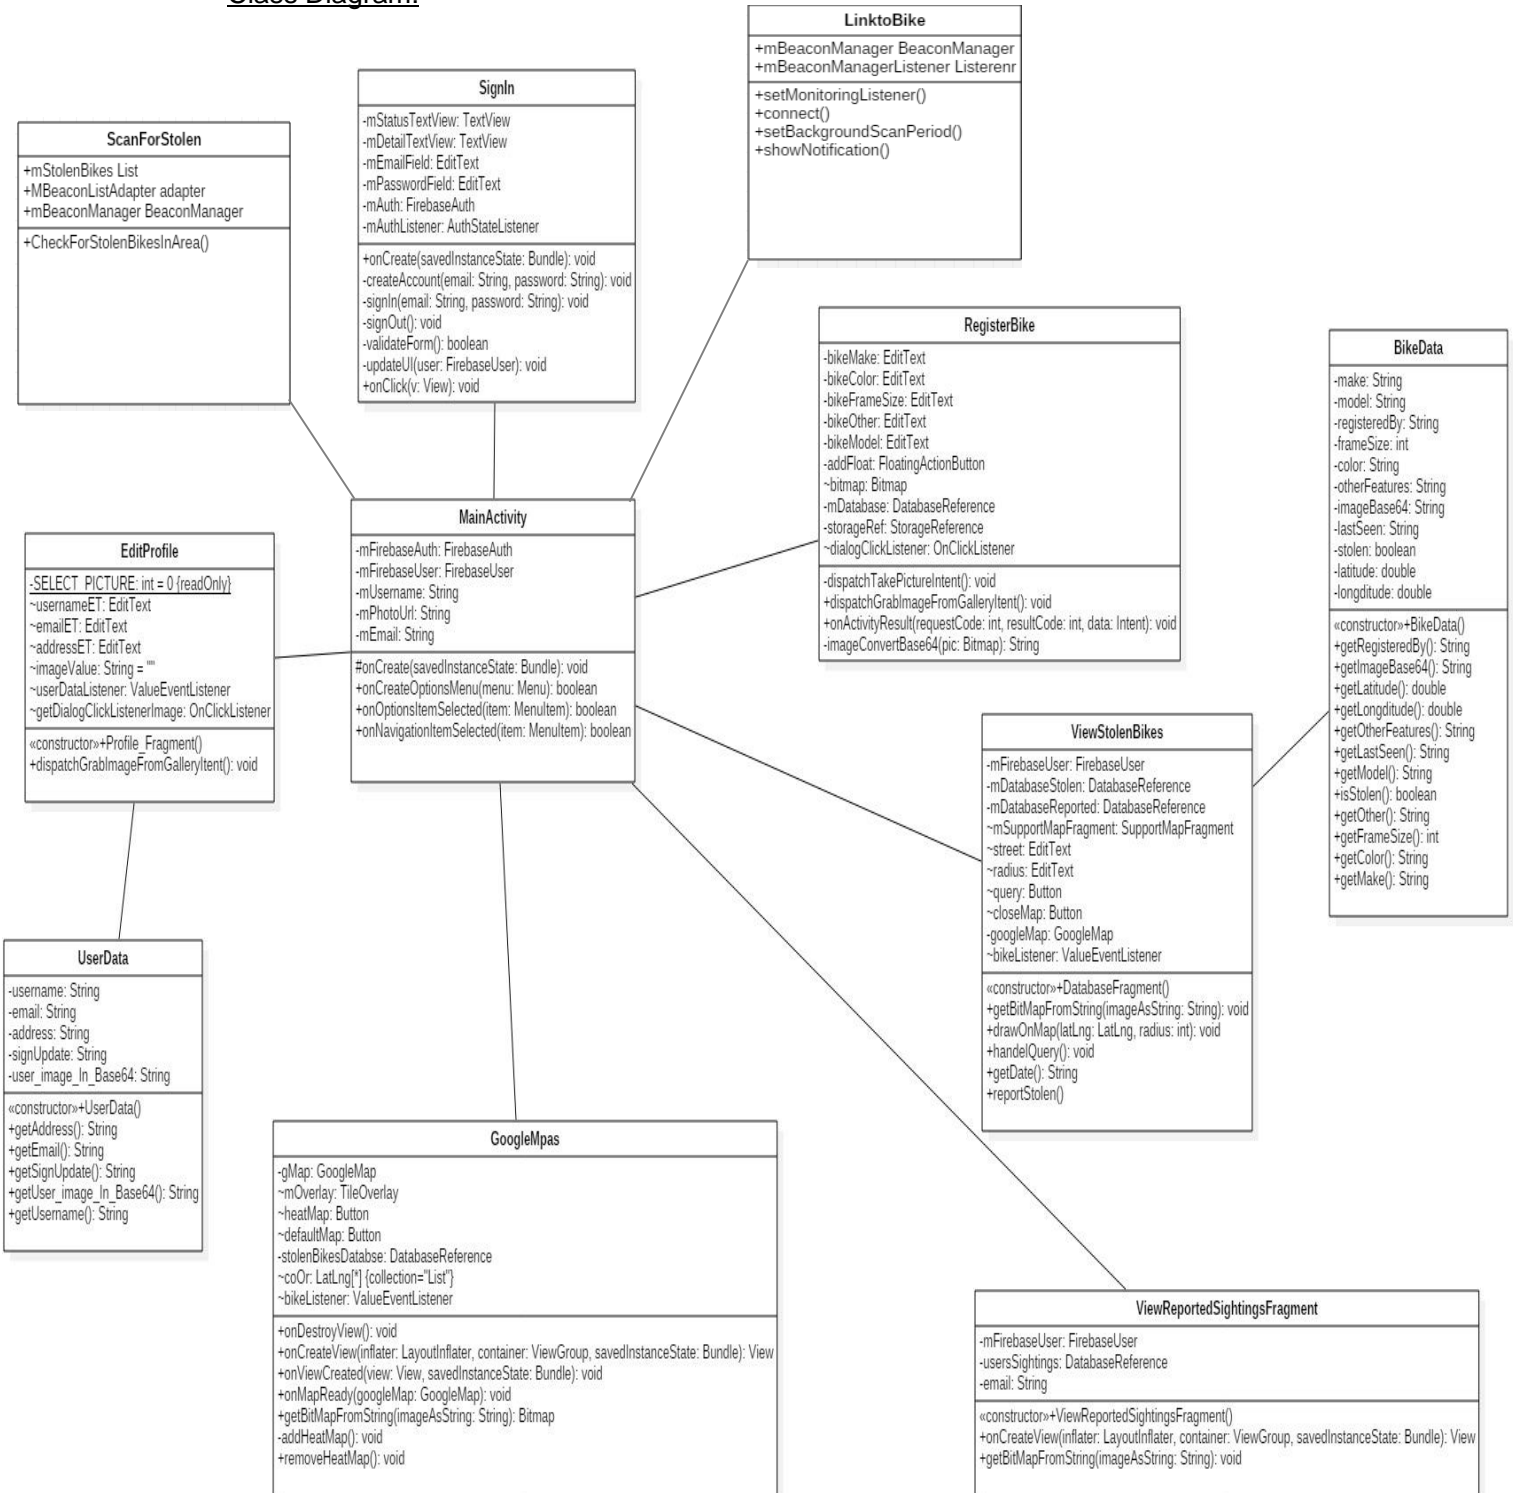 Class Diagram:
LinktoBike
+mBeaconManager BeaconManager
+mBeaconManagerListener Listerenr
+setMonitoringListener()
+connect()
+setBackgroundScanPeriod()
+showNotification()
SignIn
-mStatusTextView: TextView
-mDetailTextView: TextView
-mEmailField: EditText
-mPasswordField: EditText
-mAuth: FirebaseAuth
-mAuthListener: AuthStateListener
+onCreate(savedInstanceState: Bundle): void
-createAccount(email: String, password: String): void
-signIn(email: String, password: String): void
-signOut(): void
-validateForm(): boolean
-updateUI(user: FirebaseUser): void
+onClick(v: View): void
ScanForStolen
+mStolenBikes List
+MBeaconListAdapter adapter
+mBeaconManager BeaconManager
+CheckForStolenBikesInArea()
RegisterBike
-bikeMake: EditText
-bikeColor: EditText
-bikeFrameSize: EditText
-bikeOther: EditText
-bikeModel: EditText
-addFloat: FloatingActionButton
~bitmap: Bitmap
-mDatabase: DatabaseReference
-storageRef: StorageReference
~dialogClickListener: OnClickListener
-dispatchTakePictureIntent(): void
+dispatchGrabImageFromGalleryItent(): void
+onActivityResult(requestCode: int, resultCode: int, data: Intent): void
-imageConvertBase64(pic: Bitmap): String
BikeData
-make: String
-model: String
-registeredBy: String
-frameSize: int
-color: String
-otherFeatures: String
-imageBase64: String
-lastSeen: String
-stolen: boolean
-latitude: double
-longditude: double
«constructor»+BikeData()
+getRegisteredBy(): String
+getImageBase64(): String
+getLatitude(): double
+getLongditude(): double
+getOtherFeatures(): String
+getLastSeen(): String
+getModel(): String
+isStolen(): boolean
+getOther(): String
+getFrameSize(): int
+getColor(): String
+getMake(): String
MainActivity
-mFirebaseAuth: FirebaseAuth
-mFirebaseUser: FirebaseUser
-mUsername: String
-mPhotoUrl: String
-mEmail: String
#onCreate(savedInstanceState: Bundle): void
+onCreateOptionsMenu(menu: Menu): boolean
+onOptionsItemSelected(item: MenuItem): boolean
+onNavigationItemSelected(item: MenuItem): boolean
EditProfile
-SELECT_PICTURE: int = 0 {readOnly}
~usernameET: EditText
~emailET: EditText
~addressET: EditText
~imageValue: String = ""
~userDataListener: ValueEventListener
~getDialogClickListenerImage: OnClickListener
«constructor»+Profile_Fragment()
+dispatchGrabImageFromGalleryItent(): void
ViewStolenBikes
-mFirebaseUser: FirebaseUser
-mDatabaseStolen: DatabaseReference
-mDatabaseReported: DatabaseReference
~mSupportMapFragment: SupportMapFragment
~street: EditText
~radius: EditText
~query: Button
~closeMap: Button
-googleMap: GoogleMap
~bikeListener: ValueEventListener
«constructor»+DatabaseFragment()
+getBitMapFromString(imageAsString: String): void
+drawOnMap(latLng: LatLng, radius: int): void
+handelQuery(): void
+getDate(): String
+reportStolen()
UserData
-username: String
-email: String
-address: String
-signUpdate: String
-user_image_In_Base64: String
«constructor»+UserData()
+getAddress(): String
+getEmail(): String
+getSignUpdate(): String
+getUser_image_In_Base64(): String
+getUsername(): String
GoogleMpas
-gMap: GoogleMap
~mOverlay: TileOverlay
~heatMap: Button
~defaultMap: Button
-stolenBikesDatabse: DatabaseReference
~coOr: LatLng[*] {collection="List"}
~bikeListener: ValueEventListener
+onDestroyView(): void
+onCreateView(inflater: LayoutInflater, container: ViewGroup, savedInstanceState: Bundle): View
+onViewCreated(view: View, savedInstanceState: Bundle): void
+onMapReady(googleMap: GoogleMap): void
+getBitMapFromString(imageAsString: String): Bitmap
-addHeatMap(): void
+removeHeatMap(): void
ViewReportedSightingsFragment
-mFirebaseUser: FirebaseUser
-usersSightings: DatabaseReference
-email: String
«constructor»+ViewReportedSightingsFragment()
+onCreateView(inflater: LayoutInflater, container: ViewGroup, savedInstanceState: Bundle): View
+getBitMapFromString(imageAsString: String): void